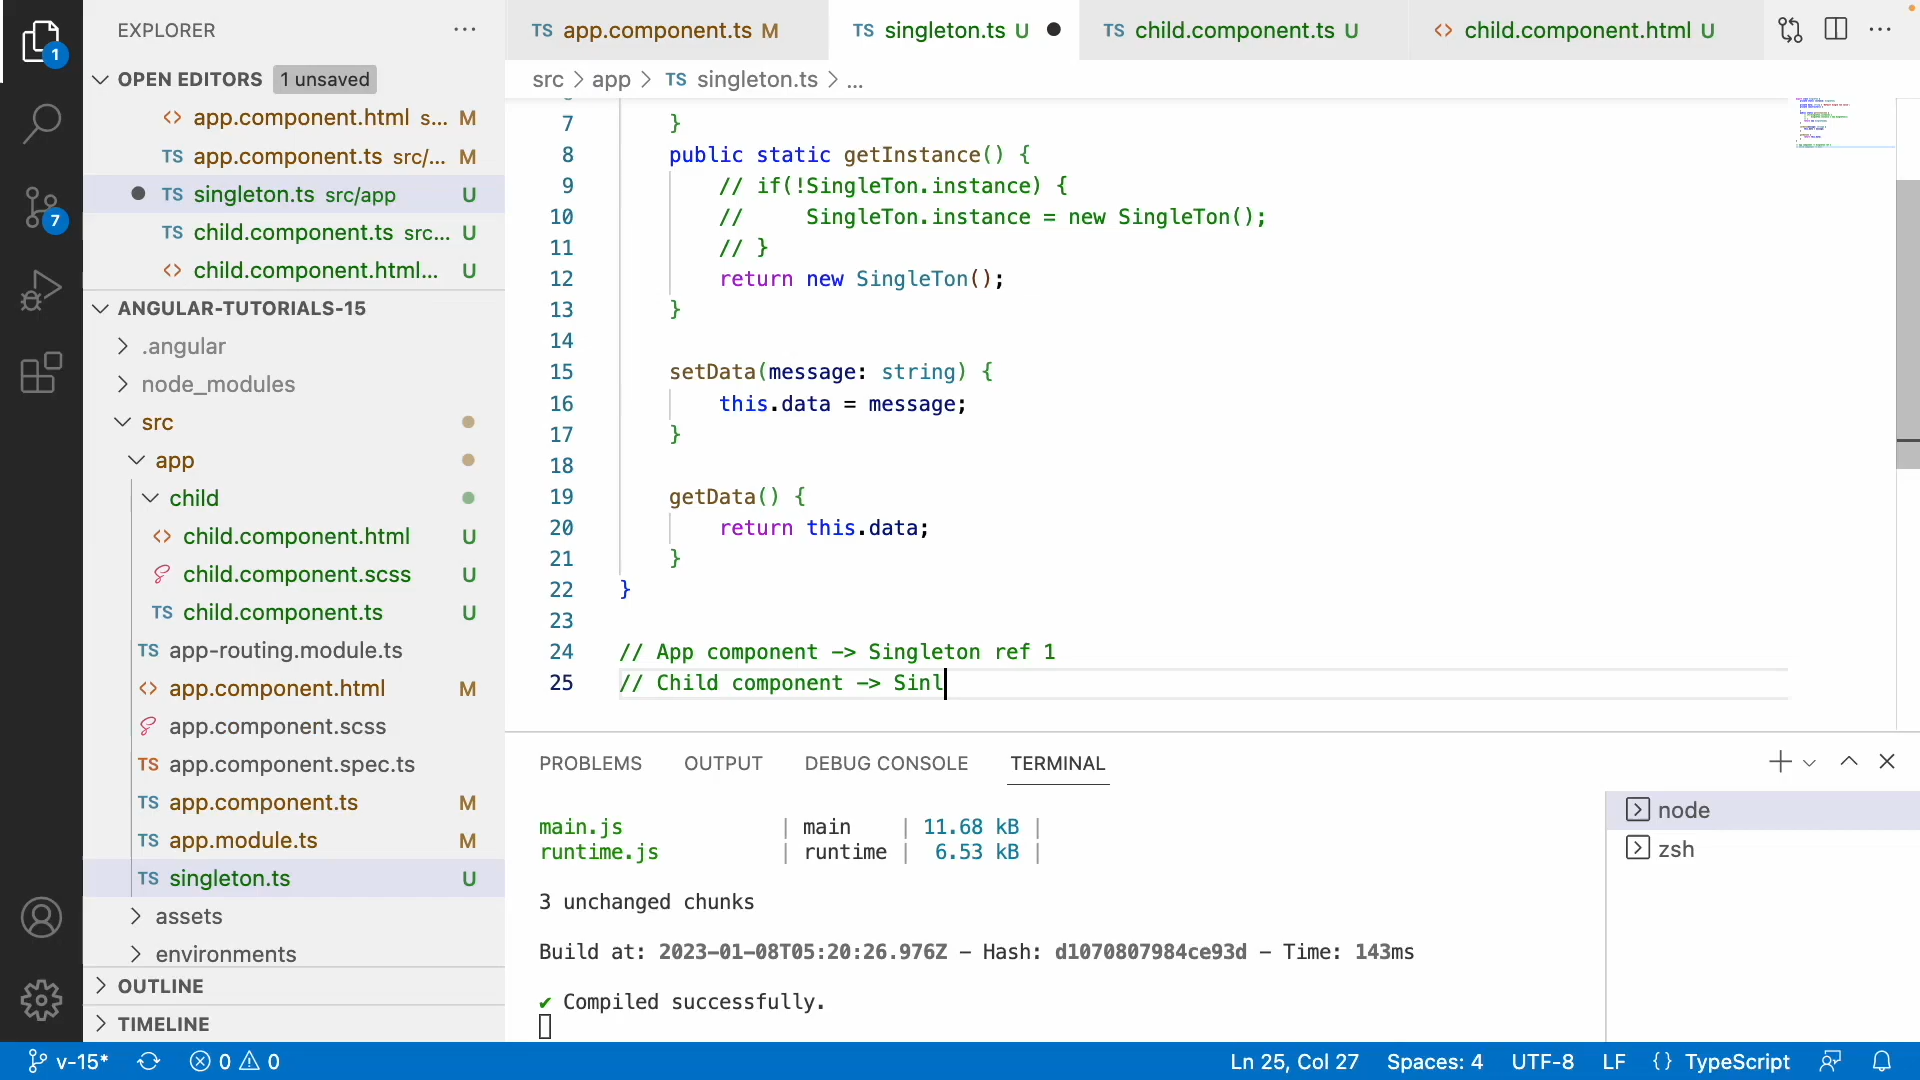 EXPLORER ...
OPEN EDITORS 1 unsaved
app.component.html s... M
TS app.component.ts src/... M
TS singleton.ts src/app U
TS child.component.ts src... U
child.component.html... U
ANGULAR-TUTORIALS-15
.angular
node_modules
src
app
child
child.component.html U
child.component.scss U
TS child.component.ts U
TS app-routing.module.ts
app.component.html M
app.component.scss
TS app.component.spec.ts
TS app.component.ts M
TS app.module.ts M
TS singleton.ts U
assets
environments
OUTLINE
TIMELINE
1
7
TS app.component.ts M
TS singleton.ts U
TS child.component.ts U
<> child.component.html U
src > app > TS singleton.ts > ...
7 }
8 public static getInstance() {
9 // if(!SingleTon.instance) {
10 // SingleTon.instance = new SingleTon();
11 // }
12 return new SingleTon();
13 }
14
15 setData(message: string) {
16 this.data = message;
17 }
18
19 getData() {
20 return this.data;
21 }
22 }
23
24 // App component -> Singleton ref 1
25 // Child component -> Sinl
PROBLEMS OUTPUT DEBUG CONSOLE TERMINAL
main.js | main | 11.68 kB |
runtime.js | runtime | 6.53 kB |
3 unchanged chunks
Build at: 2023-01-08T05:20:26.976Z - Hash: d1070807984ce93d - Time: 143ms
✔ Compiled successfully.
node
zsh
v-15* 0 0 Ln 25, Col 27 Spaces: 4 UTF-8 LF {} TypeScript